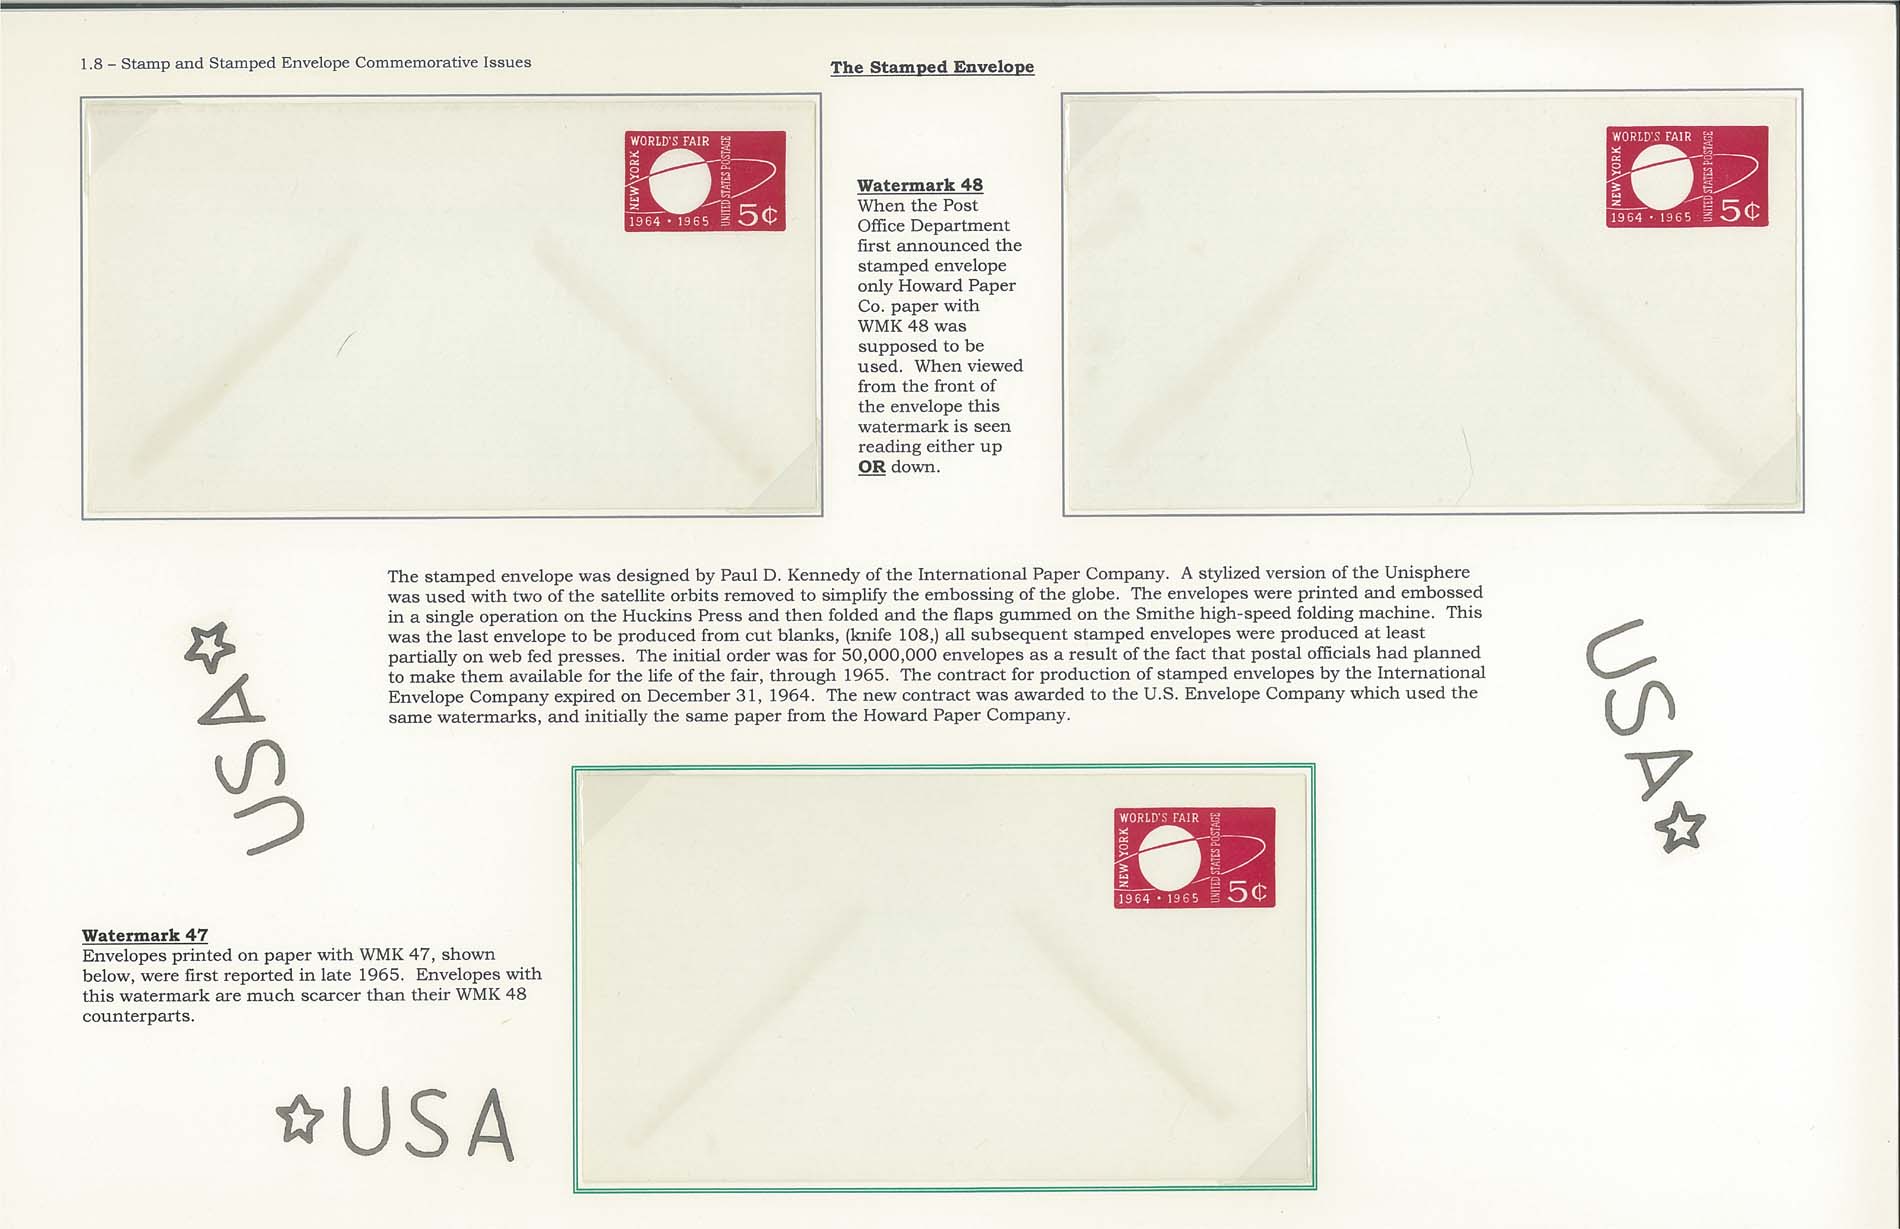 1.8 – Stamp and Stamped Envelope Commemorative Issues
The Stamped Envelope
WORLD'S FAIR
NEW YORK
UNITED STATES POSTAGE
1964 • 1965
5¢
Watermark 48
When the Post
Office Department
first announced the
stamped envelope
only Howard Paper
Co. paper with
WMK 48 was
supposed to be
used.  When viewed
from the front of
the envelope this
watermark is seen
reading either up
OR down.
WORLD'S FAIR
NEW YORK
UNITED STATES POSTAGE
1964 • 1965
5¢
The stamped envelope was designed by Paul D. Kennedy of the International Paper Company.  A stylized version of the Unisphere
was used with two of the satellite orbits removed to simplify the embossing of the globe.  The envelopes were printed and embossed
in a single operation on the Huckins Press and then folded and the flaps gummed on the Smithe high-speed folding machine.  This
was the last envelope to be produced from cut blanks, (knife 108,) all subsequent stamped envelopes were produced at least
partially on web fed presses.  The initial order was for 50,000,000 envelopes as a result of the fact that postal officials had planned
to make them available for the life of the fair, through 1965.  The contract for production of stamped envelopes by the International
Envelope Company expired on December 31, 1964.  The new contract was awarded to the U.S. Envelope Company which used the
same watermarks, and initially the same paper from the Howard Paper Company.
USA
USA
WORLD'S FAIR
NEW YORK
UNITED STATES POSTAGE
1964 • 1965
5¢
Watermark 47
Envelopes printed on paper with WMK 47, shown
below, were first reported in late 1965.  Envelopes with
this watermark are much scarcer than their WMK 48
counterparts.
USA